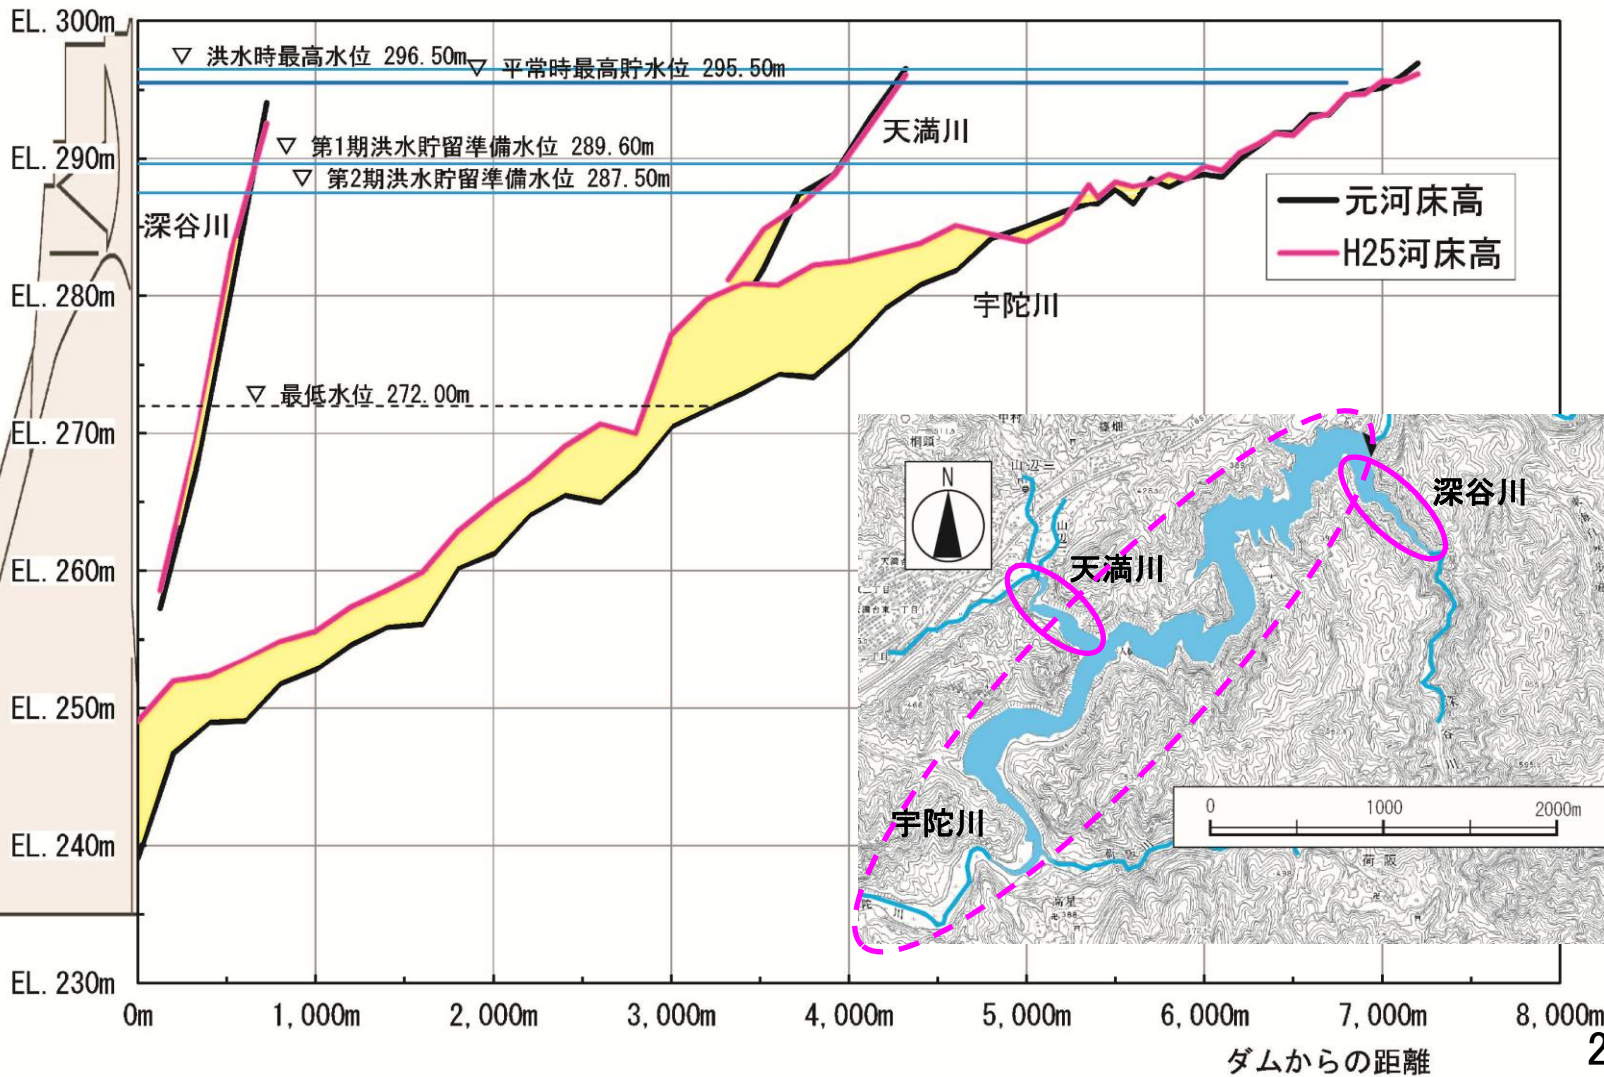 EL. 300m
▽ 洪水時最高水位 296.50m
▽ 平常時最高貯水位 295.50m
天満川
EL. 290m
▽ 第1期洪水貯留準備水位 289.60m
▽ 第2期洪水貯留準備水位 287.50m
深谷川
元河床高
H25河床高
EL. 280m
宇陀川
▽ 最低水位 272.00m
EL. 270m
N
深谷川
天満川
EL. 260m
EL. 250m
宇陀川
0 1000 2000m
荷阪
高星
EL. 240m
EL. 230m
0m 1,000m 2,000m 3,000m 4,000m 5,000m 6,000m 7,000m 8,000m
ダムからの距離
2